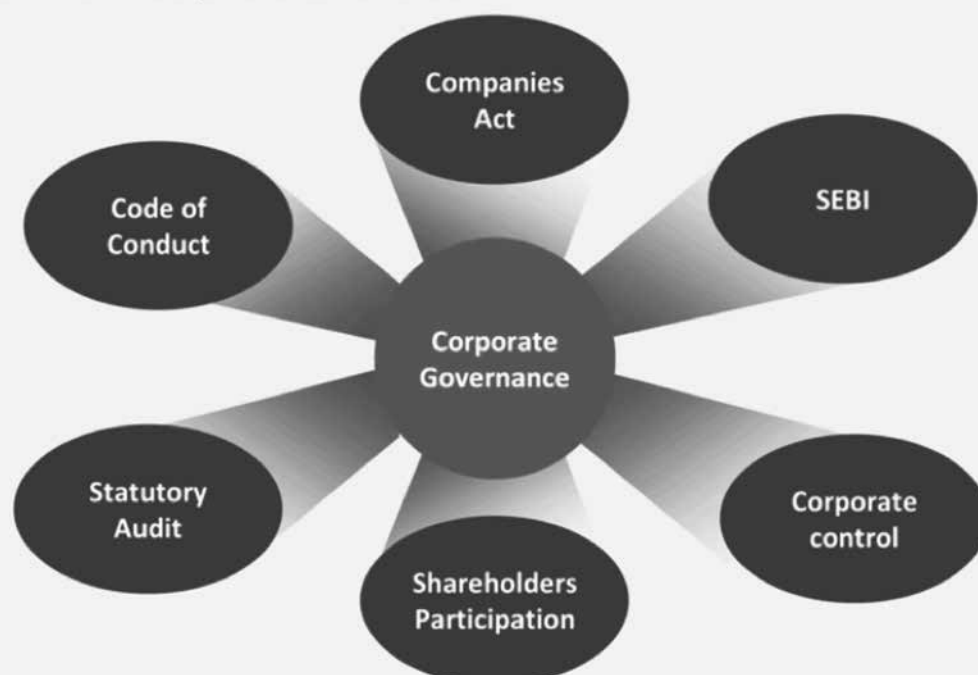 Companies
Act
Code of
Conduct
SEBI
Corporate
Governance
Statutory
Audit
Corporate
control
Shareholders
Participation